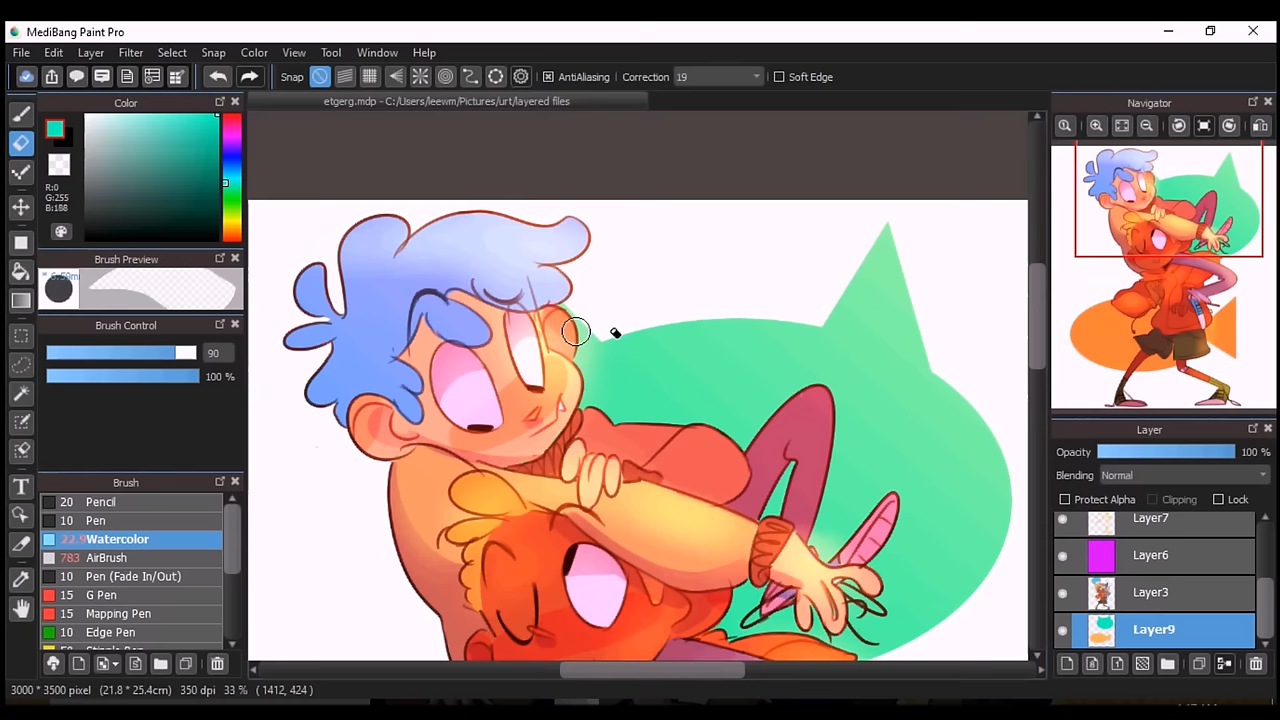 MediBang Paint Pro
File Edit Layer Filter Select Snap Color View Tool Window Help
Snap AntiAliasing Correction 19 Soft Edge
Color
etgerg.mdp - C:/Users/leewm/Pictures/urt/layered files
Navigator
R:0
G:255
B:188
Brush Preview
Brush Control
90
100 %
Brush
20 Pencil
10 Pen
22.9 Watercolor
783 AirBrush
10 Pen (Fade In/Out)
15 G Pen
15 Mapping Pen
10 Edge Pen
Layer
Opacity 100 %
Blending Normal
Protect Alpha Clipping Lock
Layer7
Layer6
Layer3
Layer9
3000 * 3500 pixel (21.8 * 25.4cm) 350 dpi 33 % ( 1412, 424 )